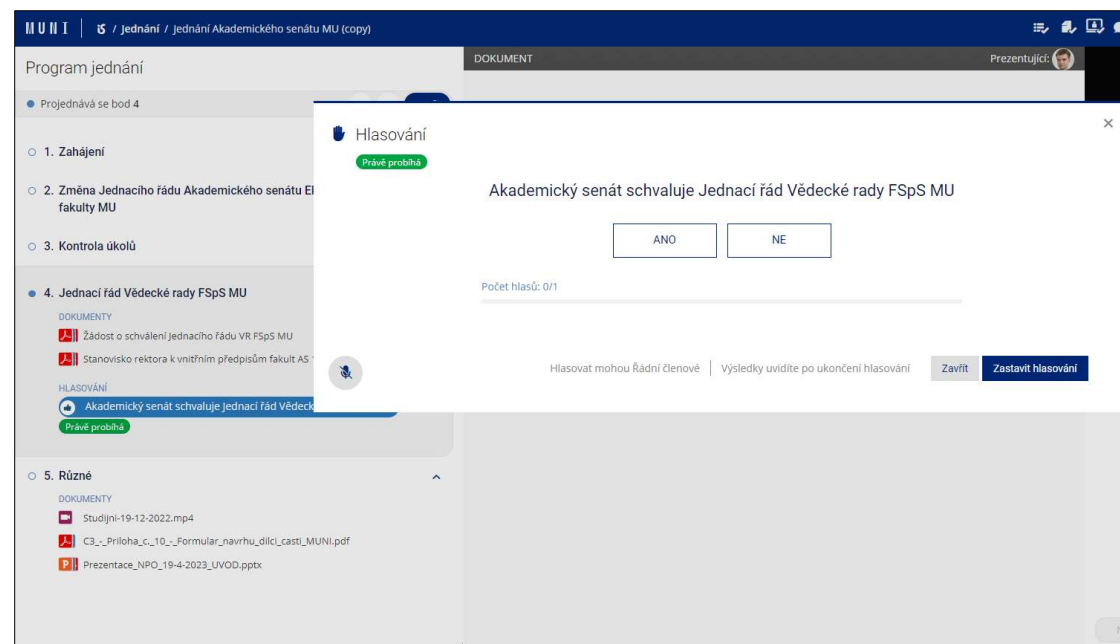 MUNI
/ Jednání / Jednání Akademického senátu MU (copy)
Program jednání
DOKUMENT
Prezentující:
Projednává se bod 4
1. Zahájení
2. Změna Jednacího řádu Akademického senátu
fakulty MU
3. Kontrola úkolů
4. Jednací řád Vědecké rady FSpS MU
DOKUMENTY
Žádost o schválení Jednacího řádu VR FSpS MU
Stanovisko rektora k vnitřním předpisům fakult AS
HLASOVÁNÍ
Akademický senát schvaluje Jednací řád
Právě probíhá
5. Různé
DOKUMENTY
Studijni-19-12-2022.mp4
C3_-_Priloha_c._10_-_Formular_navrhu_dilci_casti_MUNI.pdf
Prezentace_NPO_19-4-2023_UVOD.pptx
Hlasování
Právě probíhá
Akademický senát schvaluje Jednací řád Vědecké rady FSpS MU
ANO
NE
Počet hlasů: 0/1
Hlasovat mohou Řádní členové
Výsledky uvidíte po ukončení hlasování
Zavřít
Zastavit hlasování